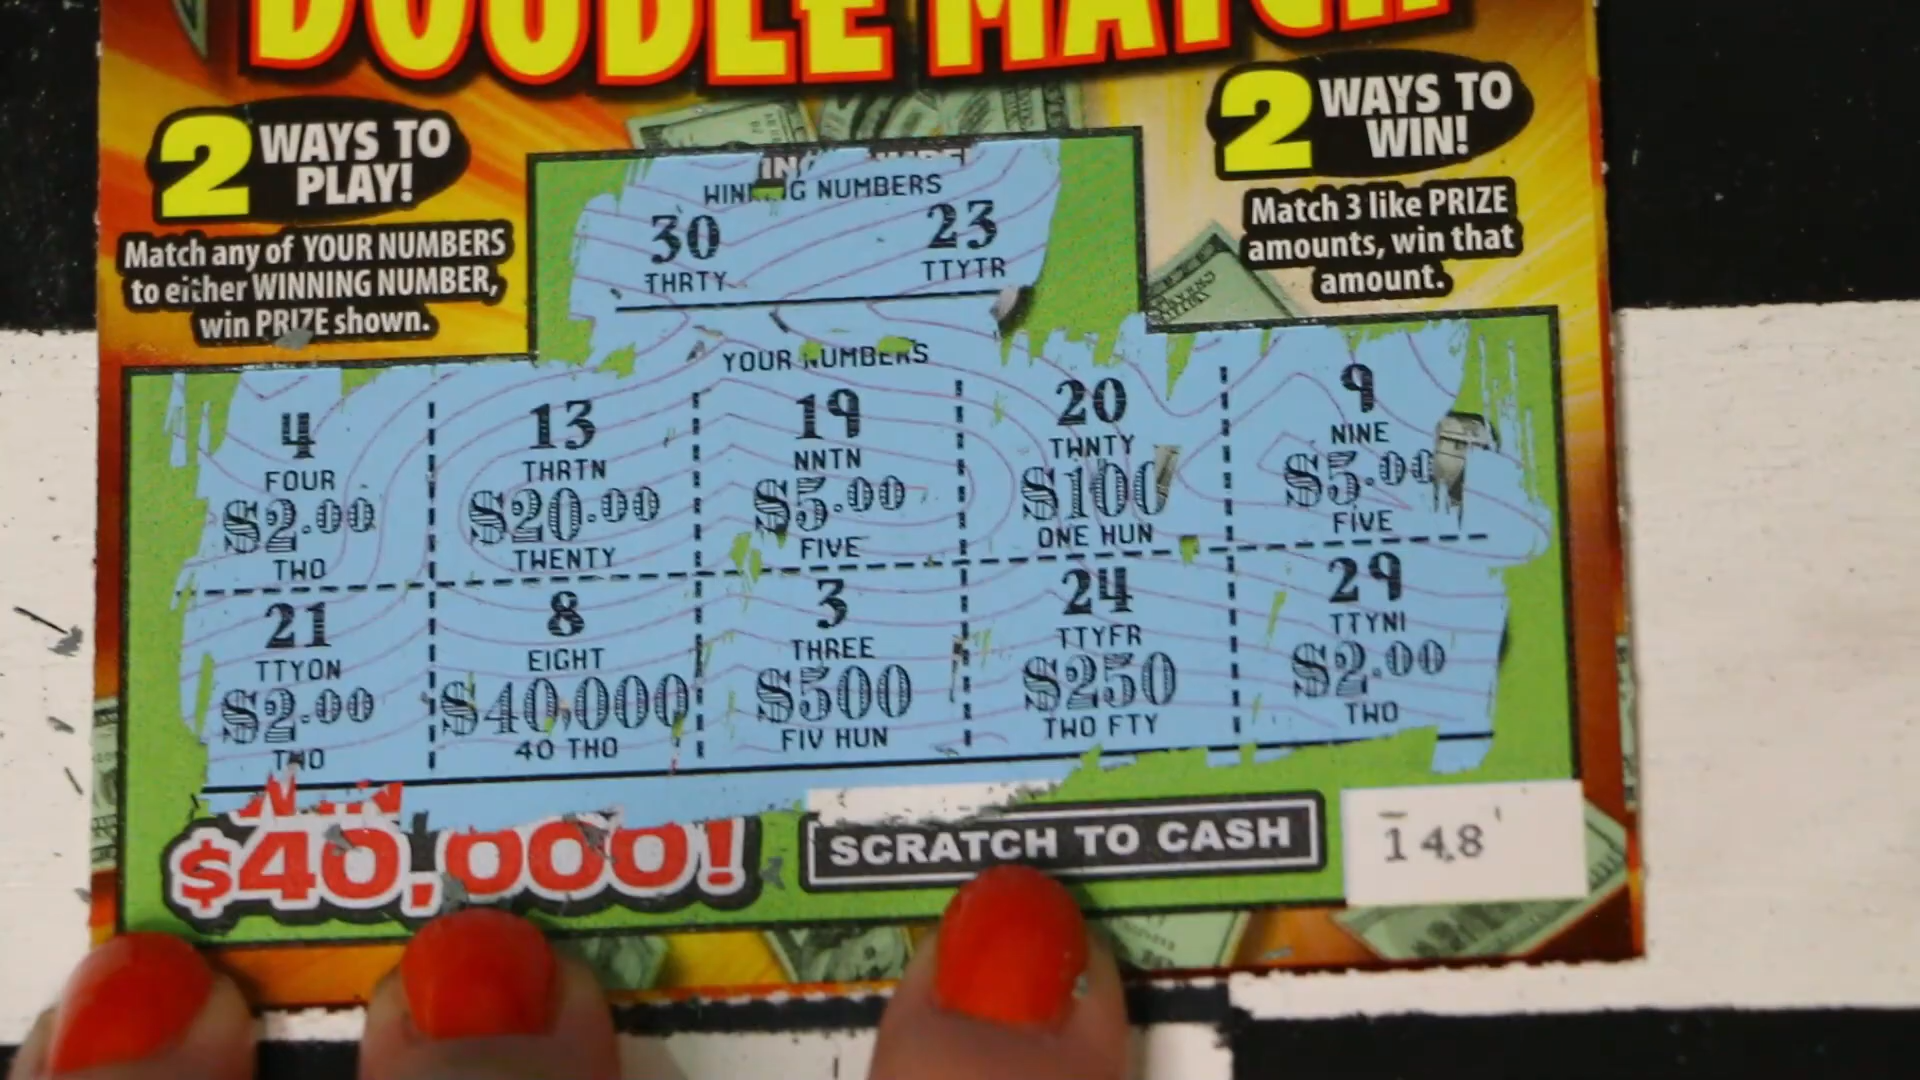 DOUBLE MATCH
2 WAYS TO
PLAY!
Match any of YOUR NUMBERS
to either WINNING NUMBER,
win PRIZE shown.
2 WAYS TO
WIN!
Match 3 like PRIZE
amounts, win that
amount.
WINNING NUMBERS
30 23
THRTY TTYTR
YOUR NUMBERS
4 13 19 20 9
FOUR THRTN NNTN TWNTY NINE
$2.00 $20.00 $5.00 $100 $5.00
TWO TWENTY FIVE ONE HUN FIVE
21 8 3 24 29
TTYON EIGHT THREE TTYFR TTYNI
$2.00 $40,000 $500 $250 $2.00
TWO 40 THO FIV HUN TWO FTY TWO
WIN
$40,000!
SCRATCH TO CASH
148